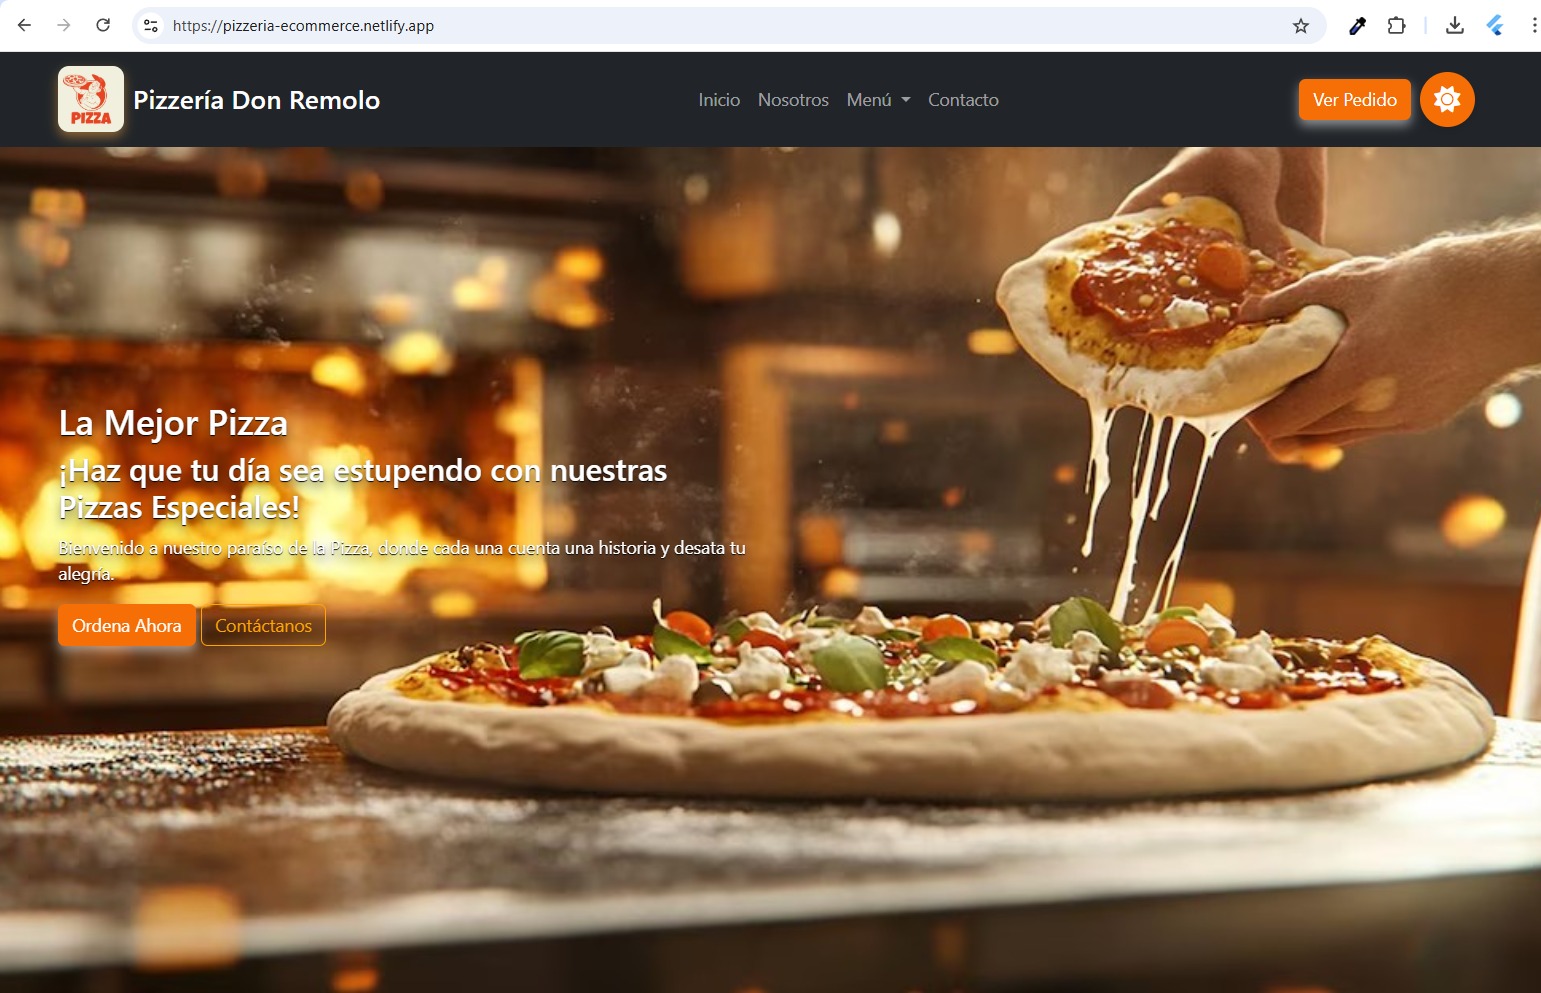 https://pizzeria-ecommerce.netlify.app
PIZZA
Pizzería Don Remolo
Inicio Nosotros Menú Contacto
Ver Pedido
La Mejor Pizza
¡Haz que tu día sea estupendo con nuestras
Pizzas Especiales!
Bienvenido a nuestro paraíso de la Pizza, donde cada una cuenta una historia y desata tu
alegría.
Ordena Ahora Contáctanos